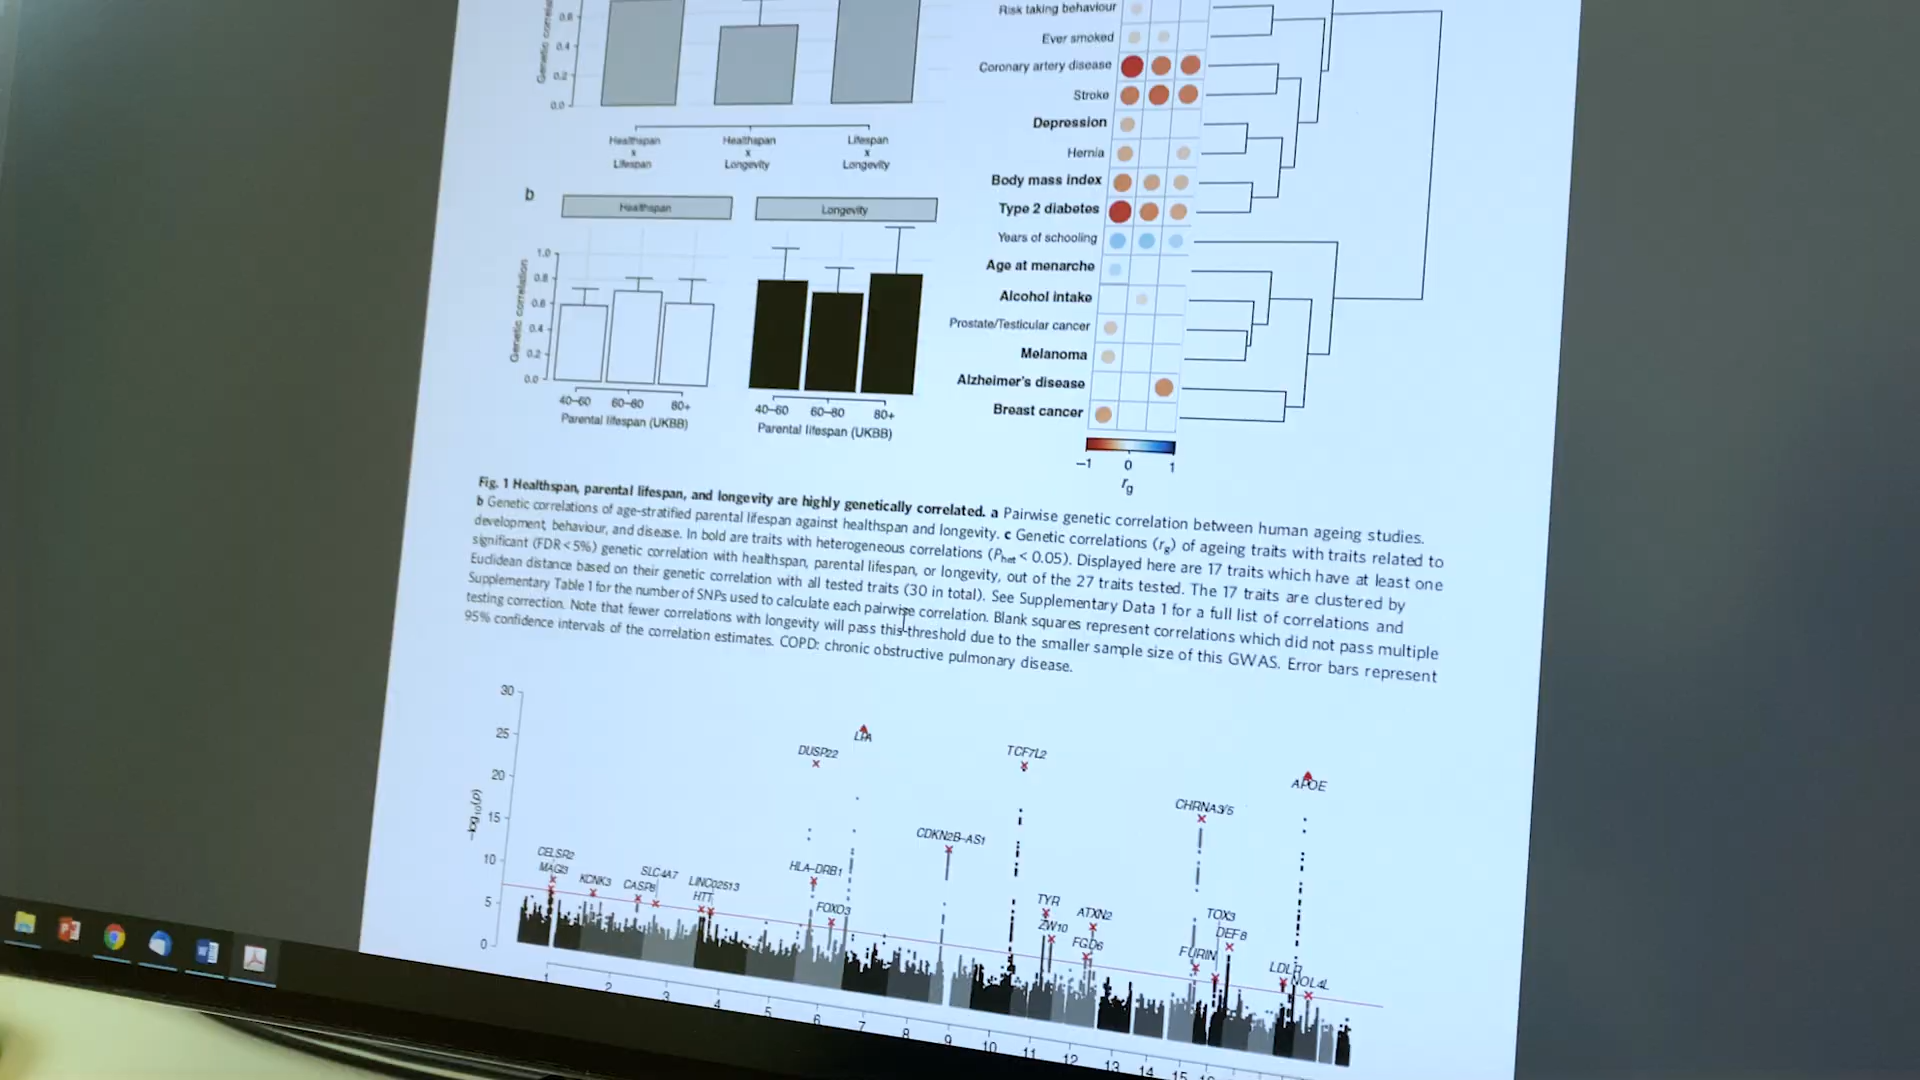 Genetic correla
0.6
0.4
0.2
0.0
Healthspan
x
Lifespan
Healthspan
x
Longevity
Lifespan
x
Longevity
b
Healthspan
Longevity
Genetic correlation
1.0
0.8
0.6
0.4
0.2
0.0
40–60 60–80 80+
Parental lifespan (UKBB)
40–60 60–80 80+
Parental lifespan (UKBB)
Risk taking behaviour
Ever smoked
Coronary artery disease
Stroke
Depression
Hernia
Body mass index
Type 2 diabetes
Years of schooling
Age at menarche
Alcohol intake
Prostate/Testicular cancer
Melanoma
Alzheimer's disease
Breast cancer
–1 0 1
rg
Fig. 1 Healthspan, parental lifespan, and longevity are highly genetically correlated. a Pairwise genetic correlation between human ageing studies.
b Genetic correlations of age-stratified parental lifespan against healthspan and longevity. c Genetic correlations (rg) of ageing traits with traits related to
development, behaviour, and disease. In bold are traits with heterogeneous correlations (Phet < 0.05). Displayed here are 17 traits which have at least one
significant (FDR < 5%) genetic correlation with healthspan, parental lifespan, or longevity, out of the 27 traits tested. The 17 traits are clustered by
Euclidean distance based on their genetic correlation with all tested traits (30 in total). See Supplementary Data 1 for a full list of correlations and
Supplementary Table 1 for the number of SNPs used to calculate each pairwise correlation. Blank squares represent correlations which did not pass multiple
testing correction. Note that fewer correlations with longevity will pass this threshold due to the smaller sample size of this GWAS. Error bars represent
95% confidence intervals of the correlation estimates. COPD: chronic obstructive pulmonary disease.
–log10(p)
30
25
20
15
10
5
0
CELSR2
MAGI3
KCNK3
CASP8
SLC4A7
LINC02513
HTT
DUSP22
LPA
HLA–DRB1
FOXO3
CDKN2B–AS1
TCF7L2
TYR
ZW10
ATXN2
FGD6
CHRNA3/5
TOX3
DEF8
FURIN
APOE
LDLR
NOL4L
1 2 3 4 5 6 7 8 9 10 11 12 13 14 15